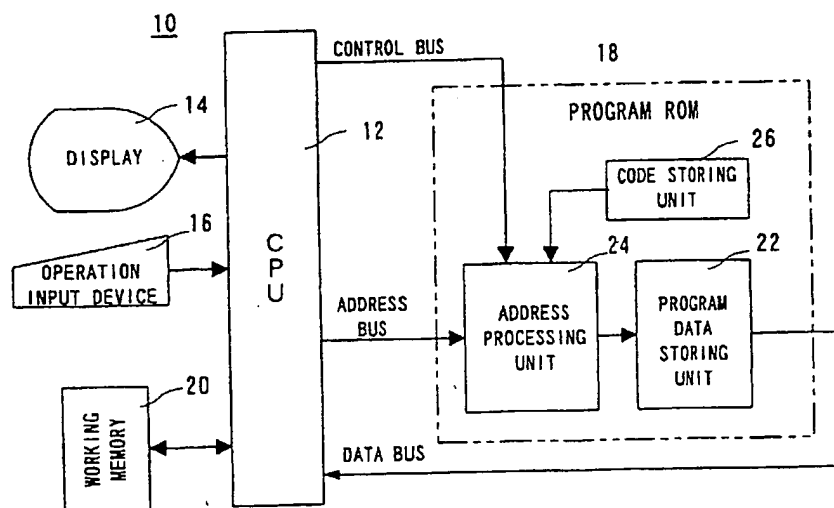 10
CONTROL BUS
18
14
12
PROGRAM ROM
DISPLAY
26
CODE STORING
UNIT
16
OPERATION
INPUT DEVICE
CPU
24
22
ADDRESS
BUS
ADDRESS
PROCESSING
UNIT
PROGRAM
DATA
STORING
UNIT
20
WORKING
MEMORY
DATA BUS